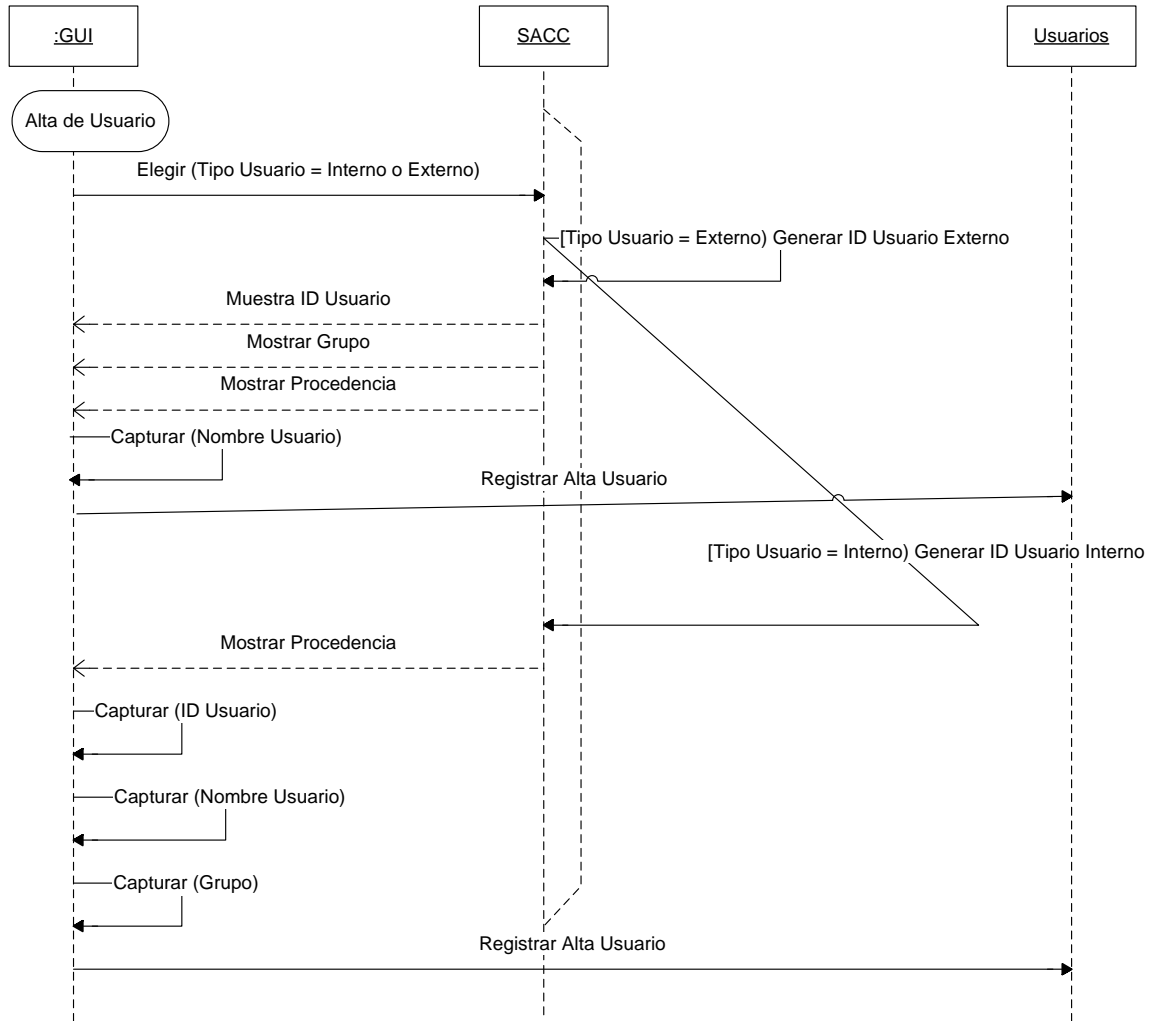 :GUI
SACC
Usuarios
Alta de Usuario
Elegir (Tipo Usuario = Interno o Externo)
[Tipo Usuario = Externo) Generar ID Usuario Externo
Muestra ID Usuario
Mostrar Grupo
Mostrar Procedencia
Capturar (Nombre Usuario)
Registrar Alta Usuario
[Tipo Usuario = Interno) Generar ID Usuario Interno
Mostrar Procedencia
Capturar (ID Usuario)
Capturar (Nombre Usuario)
Capturar (Grupo)
Registrar Alta Usuario